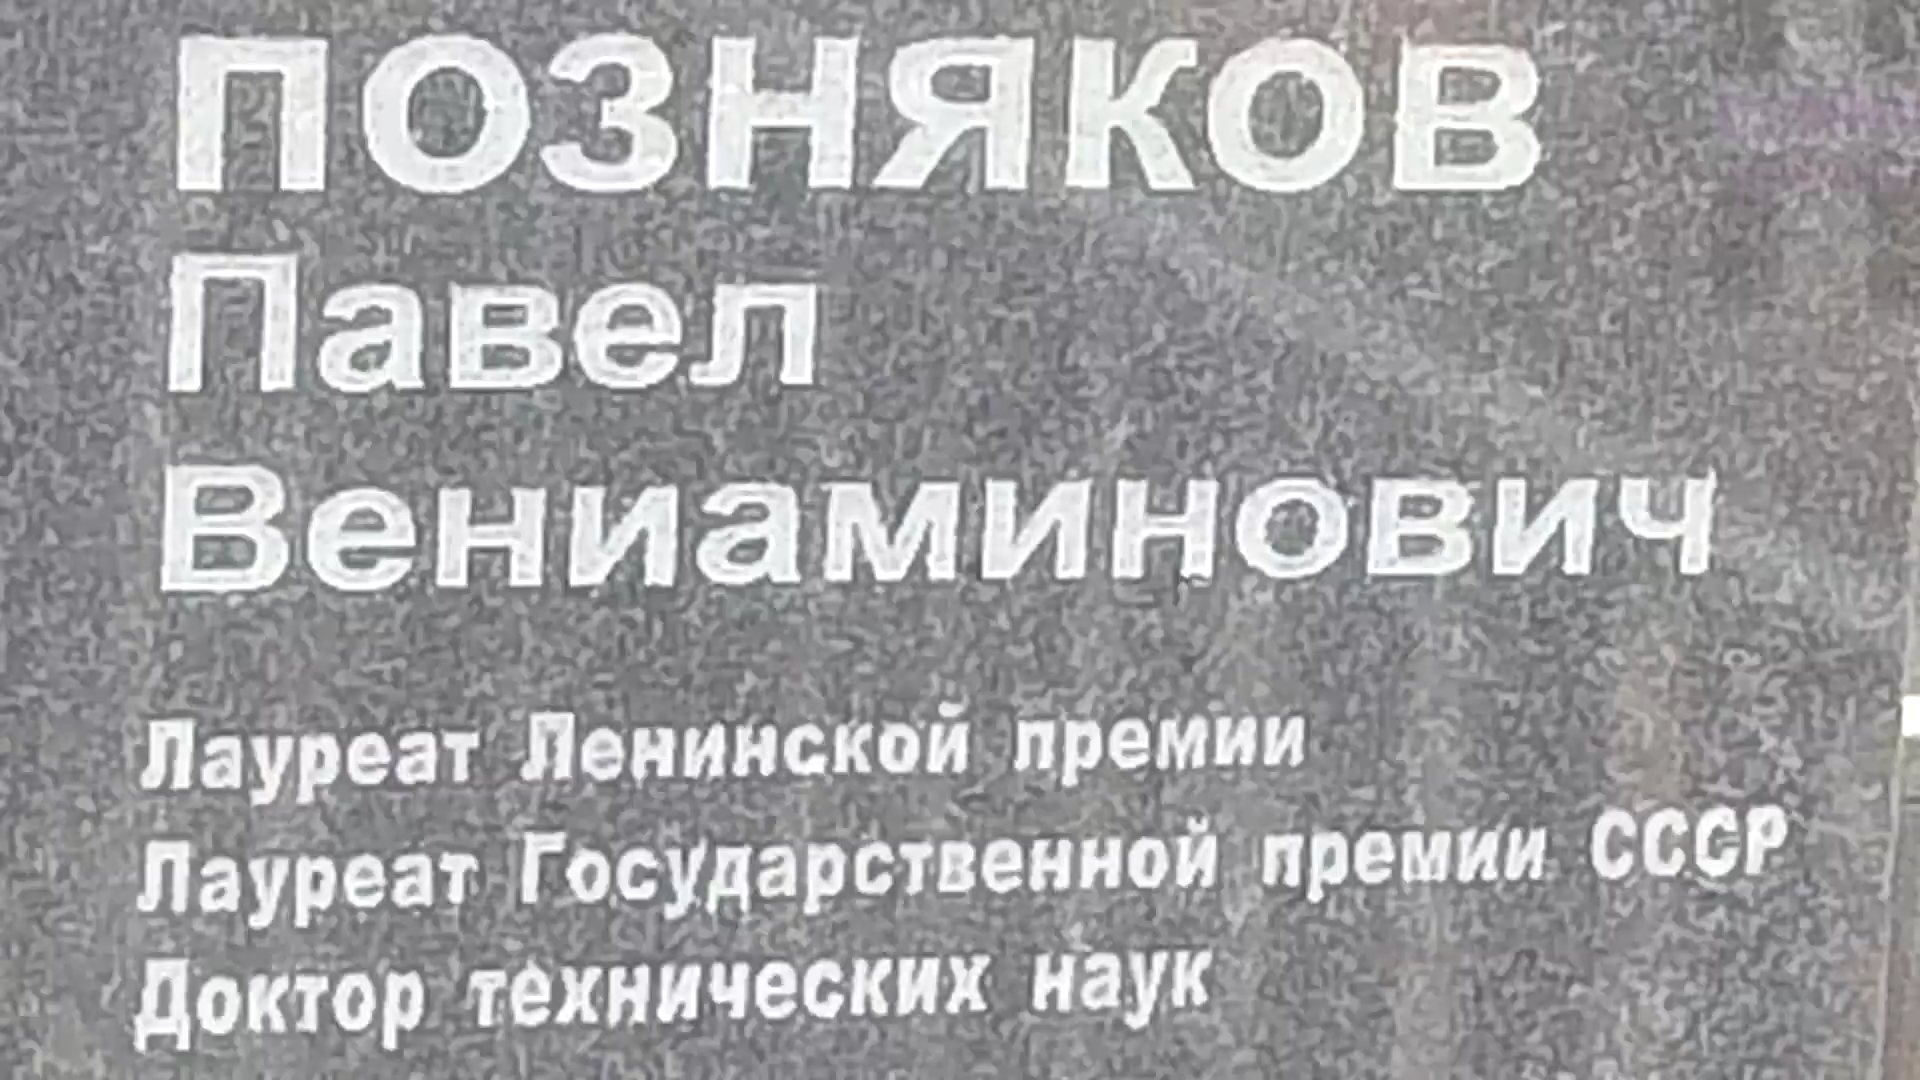 ПОЗНЯКОВ
Павел
Вениаминович
Лауреат Ленинской премии
Лауреат Государственной премии СССР
Доктор технических наук